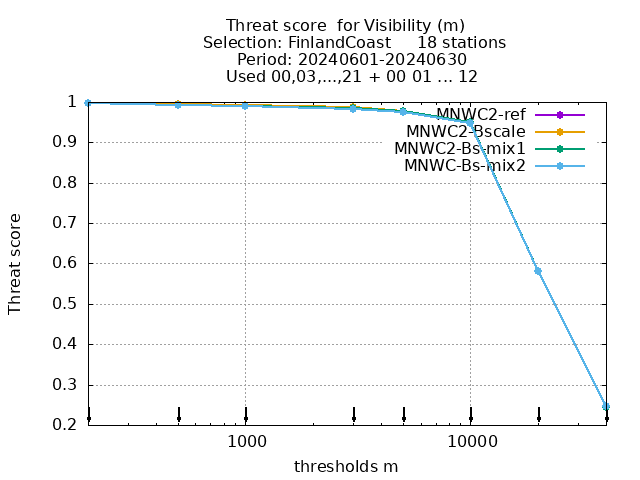 Threat score  for Visibility (m)
Selection: FinlandCoast     18 stations
Period: 20240601-20240630
Used 00,03,...,21 + 00 01 ... 12
MNWC2-ref
MNWC2-Bscale
MNWC2-Bs-mix1
MNWC-Bs-mix2
Threat score
1
0.9
0.8
0.7
0.6
0.5
0.4
0.3
0.2
1000 10000
thresholds m